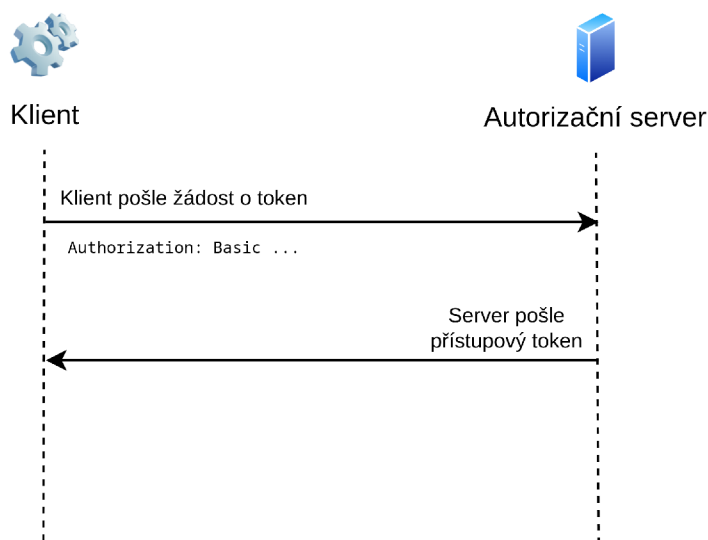 Klient
Autorizační server
Klient pošle žádost o token
Authorization: Basic ...
Server pošle
přístupový token